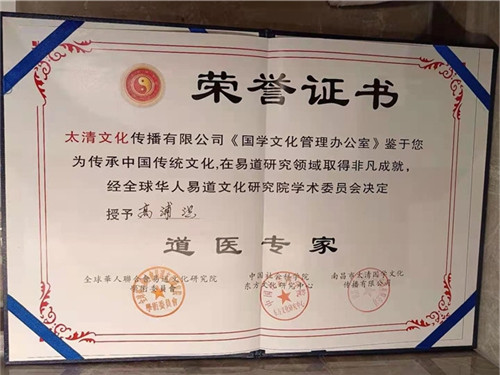 荣誉证书
太清文化传播有限公司《国学文化管理办公室》鉴于您
为传承中国传统文化,在易道研究领域取得非凡成就,
经全球华人易道文化研究院学术委员会决定
授予 高浦
道医专家
全球華人聯合会易道文化研究院
學術委員會
中国社会科学院
东方文化研究中心
南昌市太清国学文化
传播有限公司